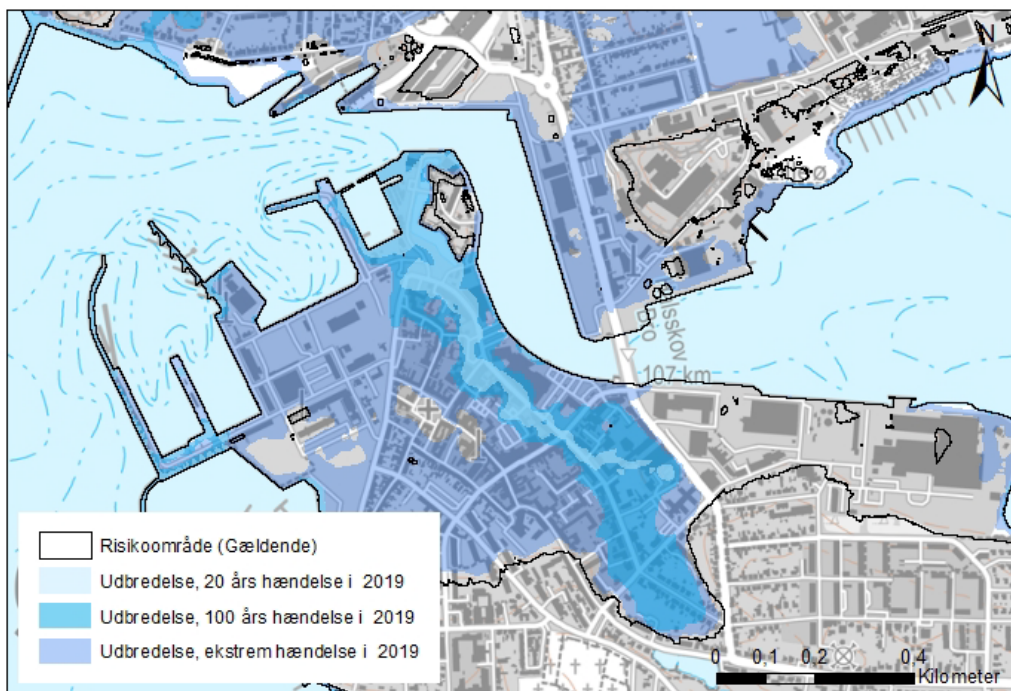 N
Bro
107 km
Risikoområde (Gældende)
Udbredelse, 20 års hændelse i 2019
Udbredelse, 100 års hændelse i 2019
Udbredelse, ekstrem hændelse i 2019
0 0,1 0,2 0,4
Kilometer